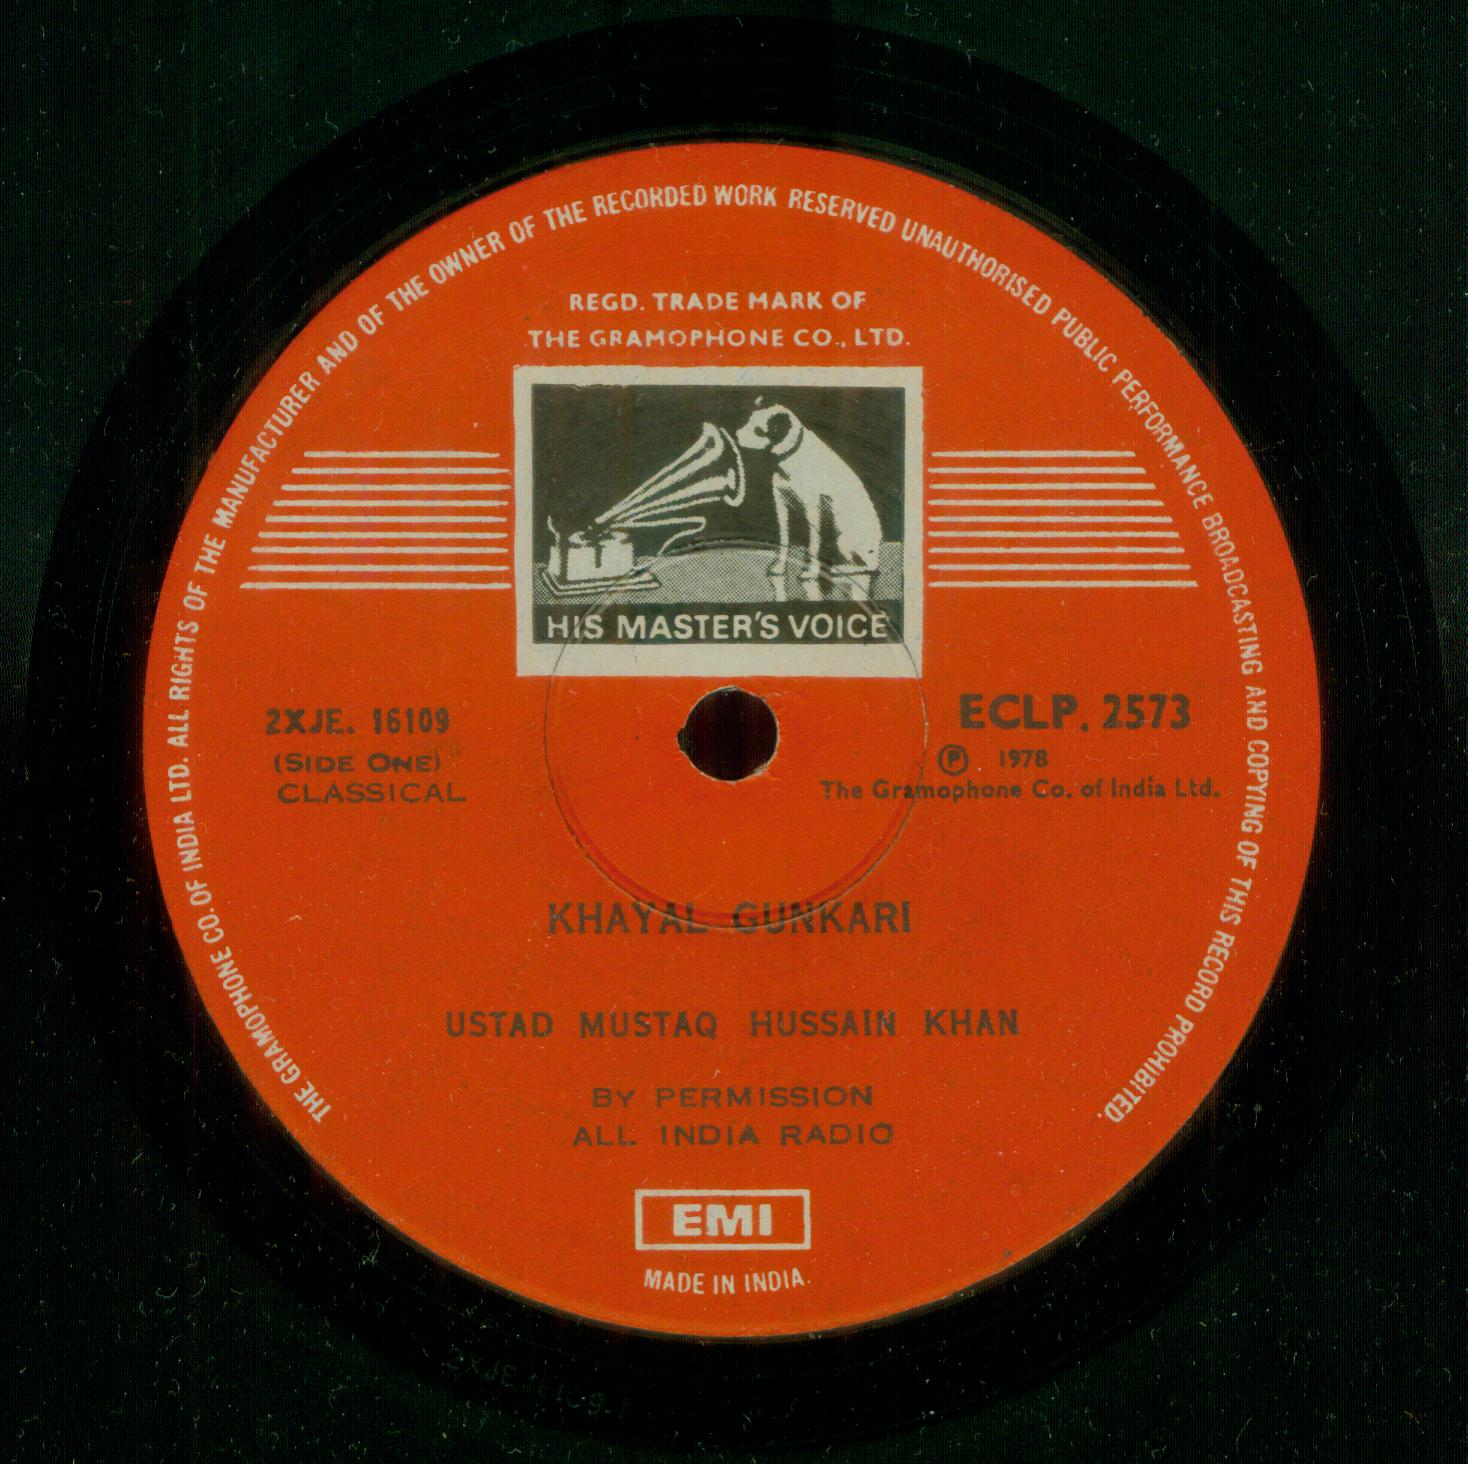 THE GRAMOPHONE CO. OF INDIA LTD. ALL RIGHTS OF THE MANUFACTURER AND OF THE OWNER OF THE RECORDED WORK RESERVED UNAUTHORISED PUBLIC PERFORMANCE BROADCASTING AND COPYING OF THIS RECORD PROHIBITED.
REGD. TRADE MARK OF
THE GRAMOPHONE CO., LTD.
HIS MASTER'S VOICE
2XJE. 16109
(SIDE ONE)
CLASSICAL
ECLP. 2573
Ⓟ 1978
The Gramophone Co. of India Ltd.
KHAYAL GUNKARI
USTAD MUSTAQ HUSSAIN KHAN
BY PERMISSION
ALL INDIA RADIO
EMI
MADE IN INDIA.
2XJE 16109-1